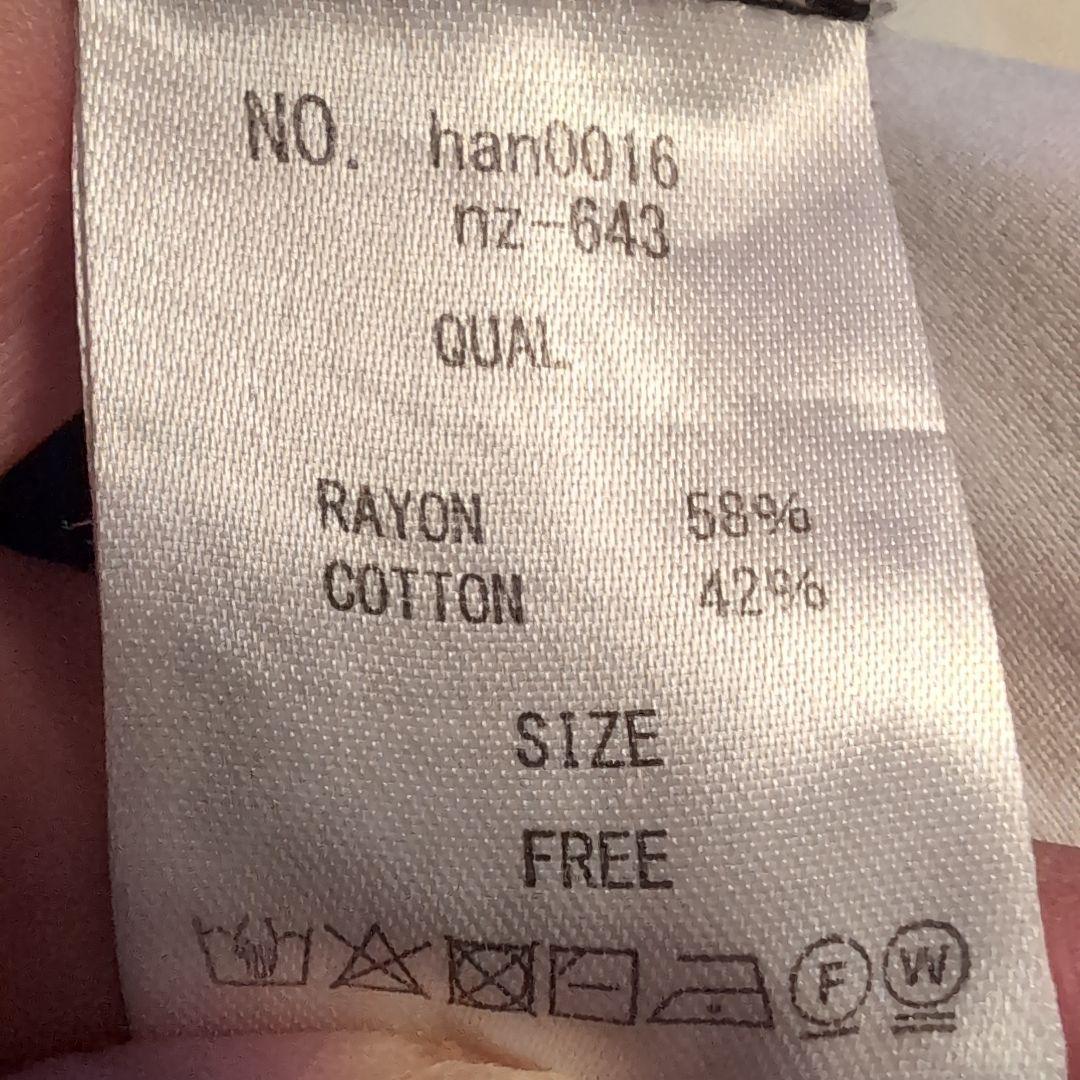 NO. han0016
nz-643
QUAL
RAYON 58%
COTTON 42%
SIZE
FREE
F W